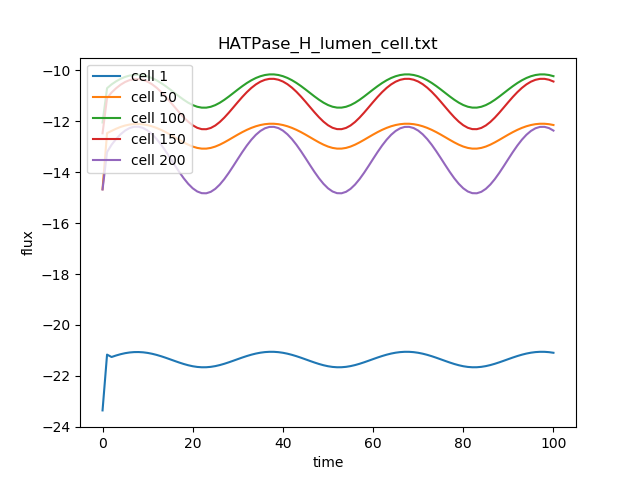 HATPase_H_lumen_cell.txt
cell 1
cell 50
cell 100
cell 150
cell 200
−10
−12
−14
−16
−18
−20
−22
−24
flux
0 20 40 60 80 100
time